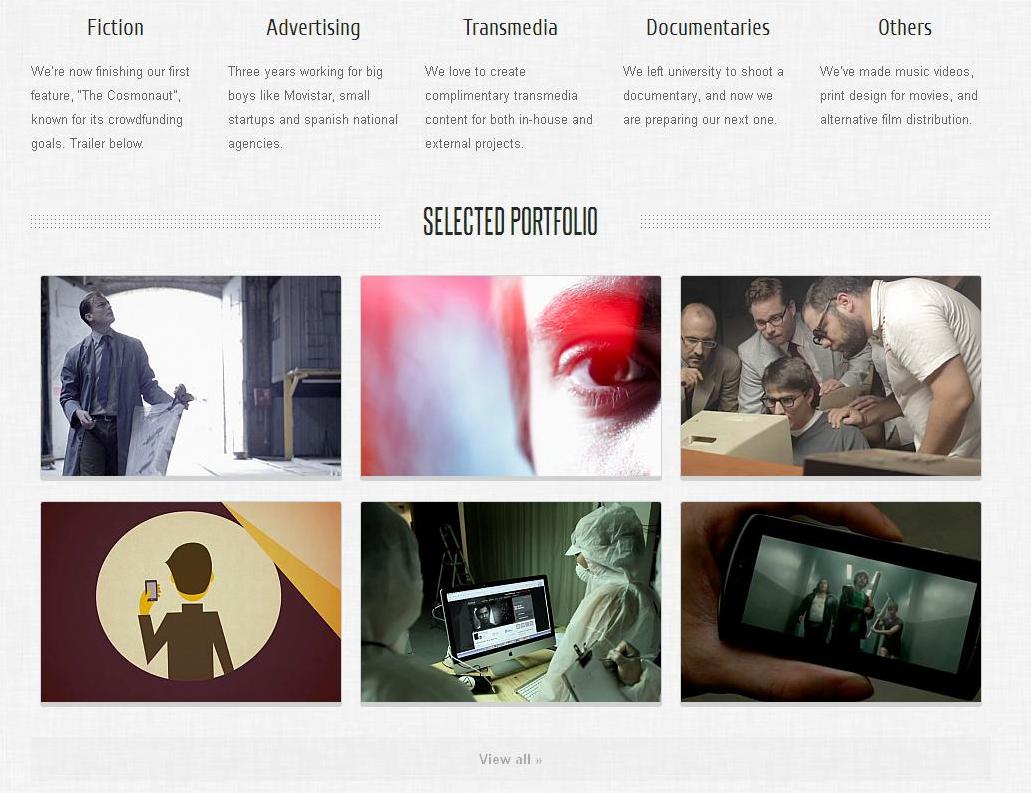 Fiction
We're now finishing our first
feature, "The Cosmonaut",
known for its crowdfunding
goals. Trailer below.
Advertising
Three years working for big
boys like Movistar, small
startups and spanish national
agencies.
Transmedia
We love to create
complimentary transmedia
content for both in-house and
external projects.
Documentaries
We left university to shoot a
documentary, and now we
are preparing our next one.
Others
We've made music videos,
print design for movies, and
alternative film distribution.
SELECTED PORTFOLIO
View all »